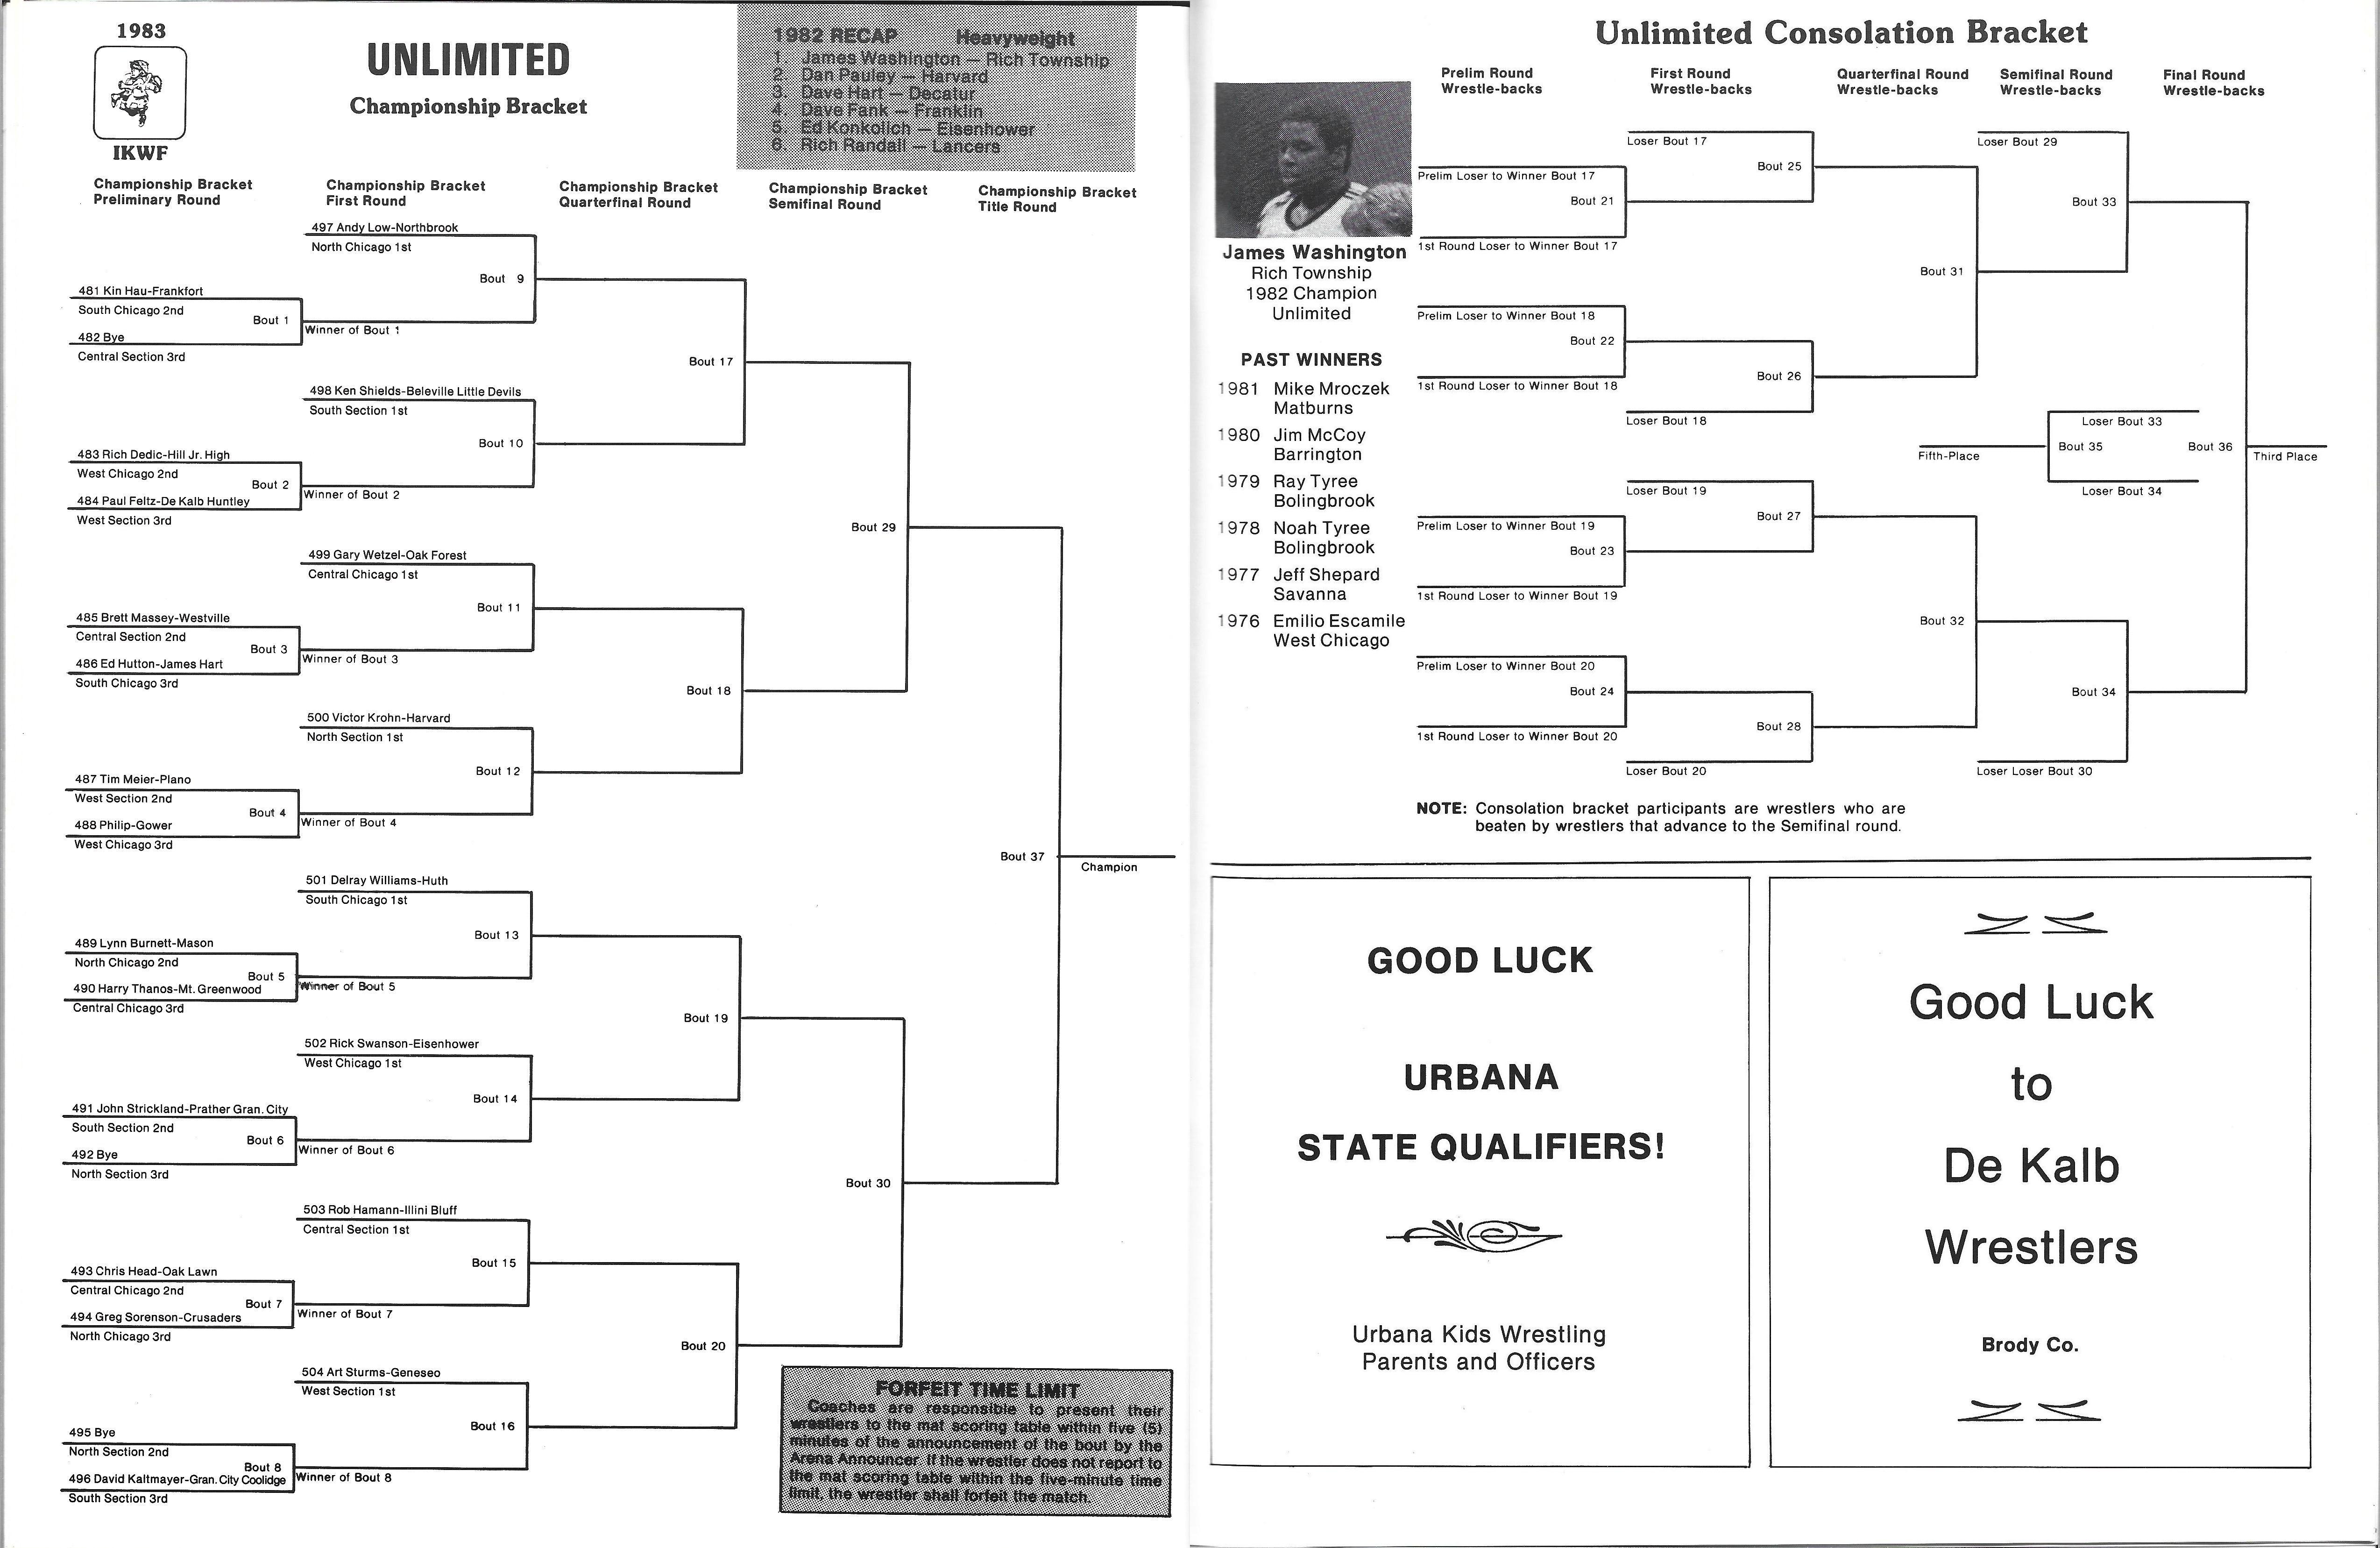 1983
IKWF
UNLIMITED
Championship Bracket
1982 RECAP Heavyweight
1. James Washington — Rich Township
2. Dan Pauley — Harvard
3. Dave Hart — Decatur
4. Dave Fank — Franklin
5. Ed Konkolich — Eisenhower
6. Rich Randall — Lancers
Championship Bracket
Preliminary Round
Championship Bracket
First Round
Championship Bracket
Quarterfinal Round
Championship Bracket
Semifinal Round
Championship Bracket
Title Round
497 Andy Low-Northbrook
North Chicago 1st
Bout 9
481 Kin Hau-Frankfort
South Chicago 2nd
Bout 1
Winner of Bout 1
482 Bye
Central Section 3rd
Bout 17
498 Ken Shields-Beleville Little Devils
South Section 1st
Bout 10
483 Rich Dedic-Hill Jr. High
West Chicago 2nd
Bout 2
Winner of Bout 2
484 Paul Feltz-De Kalb Huntley
West Section 3rd
Bout 29
499 Gary Wetzel-Oak Forest
Central Chicago 1st
Bout 11
485 Brett Massey-Westville
Central Section 2nd
Bout 3
Winner of Bout 3
486 Ed Hutton-James Hart
South Chicago 3rd
Bout 18
500 Victor Krohn-Harvard
North Section 1st
Bout 12
487 Tim Meier-Plano
West Section 2nd
Bout 4
Winner of Bout 4
488 Philip-Gower
West Chicago 3rd
Bout 37
Champion
501 Delray Williams-Huth
South Chicago 1st
Bout 13
489 Lynn Burnett-Mason
North Chicago 2nd
Bout 5
Winner of Bout 5
490 Harry Thanos-Mt. Greenwood
Central Chicago 3rd
Bout 19
502 Rick Swanson-Eisenhower
West Chicago 1st
Bout 14
491 John Strickland-Prather Gran. City
South Section 2nd
Bout 6
Winner of Bout 6
492 Bye
North Section 3rd
Bout 30
503 Rob Hamann-Illini Bluff
Central Section 1st
Bout 15
493 Chris Head-Oak Lawn
Central Chicago 2nd
Bout 7
Winner of Bout 7
494 Greg Sorenson-Crusaders
North Chicago 3rd
Bout 20
504 Art Sturms-Geneseo
West Section 1st
Bout 16
495 Bye
North Section 2nd
Bout 8
Winner of Bout 8
496 David Kaltmayer-Gran. City Coolidge
South Section 3rd
FORFEIT TIME LIMIT
Coaches are responsible to present their
wrestlers to the mat scoring table within five (5)
minutes of the announcement of the bout by the
Arena Announcer. If the wrestler does not report to
the mat scoring table within the five-minute time
limit, the wrestler shall forfeit the match.
Unlimited Consolation Bracket
Prelim Round
Wrestle-backs
First Round
Wrestle-backs
Quarterfinal Round
Wrestle-backs
Semifinal Round
Wrestle-backs
Final Round
Wrestle-backs
James Washington
Rich Township
1982 Champion
Unlimited
PAST WINNERS
1981 Mike Mroczek
Matburns
1980 Jim McCoy
Barrington
1979 Ray Tyree
Bolingbrook
1978 Noah Tyree
Bolingbrook
1977 Jeff Shepard
Savanna
1976 Emilio Escamile
West Chicago
Loser Bout 17
Bout 25
Prelim Loser to Winner Bout 17
Bout 21
1st Round Loser to Winner Bout 17
Loser Bout 29
Bout 33
Bout 31
Prelim Loser to Winner Bout 18
Bout 22
1st Round Loser to Winner Bout 18
Bout 26
Loser Bout 18
Loser Bout 33
Fifth-Place
Bout 35
Bout 36
Third Place
Loser Bout 34
Loser Bout 19
Bout 27
Prelim Loser to Winner Bout 19
Bout 23
1st Round Loser to Winner Bout 19
Bout 32
Prelim Loser to Winner Bout 20
Bout 24
1st Round Loser to Winner Bout 20
Bout 28
Loser Bout 20
Bout 34
Loser Loser Bout 30
NOTE: Consolation bracket participants are wrestlers who are
beaten by wrestlers that advance to the Semifinal round.
GOOD LUCK
URBANA
STATE QUALIFIERS!
Urbana Kids Wrestling
Parents and Officers
Good Luck
to
De Kalb
Wrestlers
Brody Co.